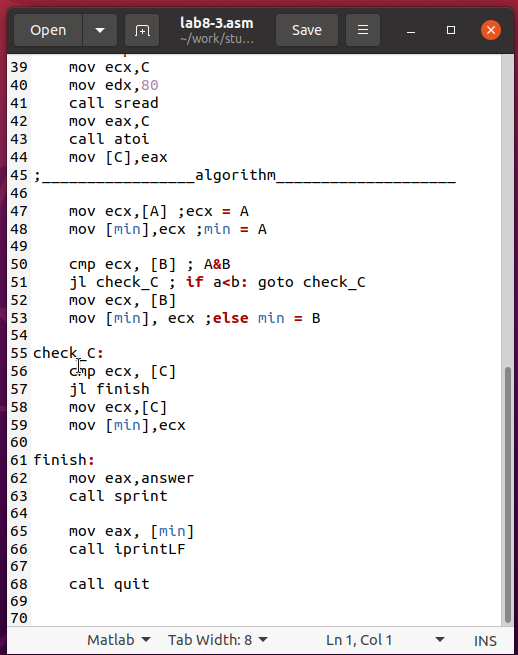 Open
lab8-3.asm
~/work/stu…
Save
39 mov ecx,C
40 mov edx,80
41 call sread
42 mov eax,C
43 call atoi
44 mov [C],eax
45 ;_________________algorithm____________________
46
47 mov ecx,[A] ;ecx = A
48 mov [min],ecx ;min = A
49
50 cmp ecx, [B] ; A&B
51 jl check_C ; if a<b: goto check_C
52 mov ecx, [B]
53 mov [min], ecx ;else min = B
54
55 check_C:
56 cmp ecx, [C]
57 jl finish
58 mov ecx,[C]
59 mov [min],ecx
60
61 finish:
62 mov eax,answer
63 call sprint
64
65 mov eax, [min]
66 call iprintLF
67
68 call quit
69
70
Matlab Tab Width: 8 Ln 1, Col 1 INS